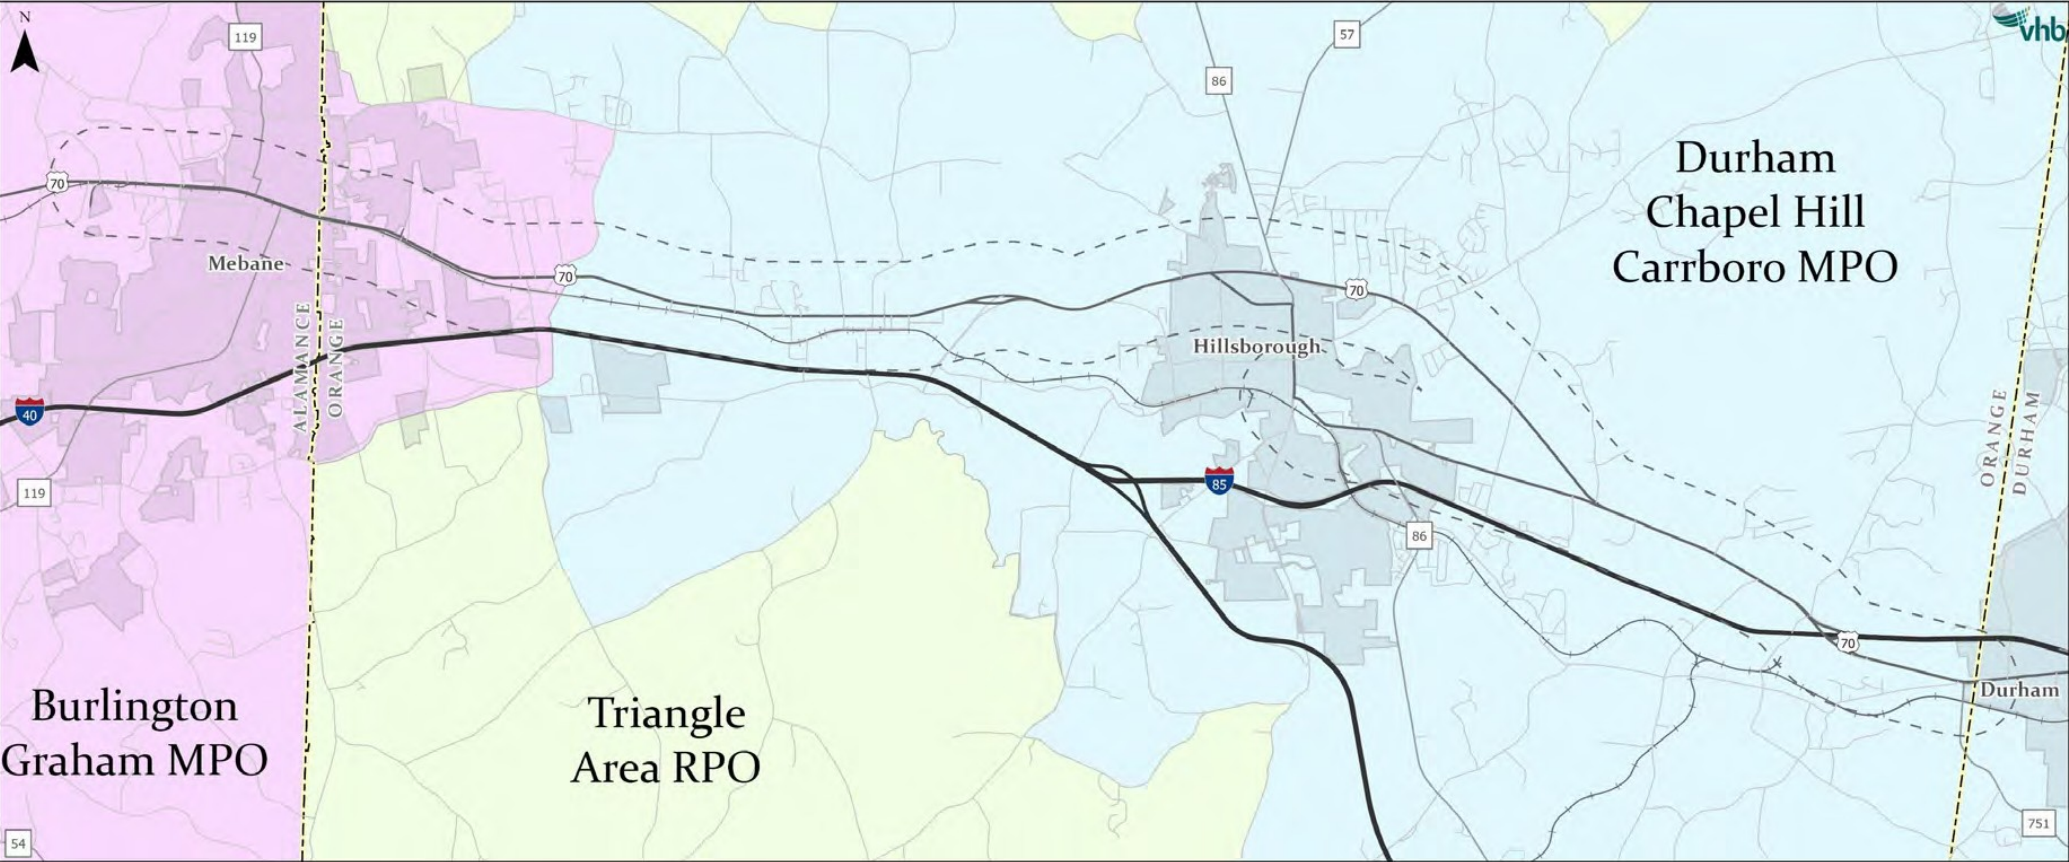 N
119
57
vhb
86
Durham
Chapel Hill
Carrboro MPO
70
Mebane
70
70
ALAMANCE
ORANGE
Hillsborough
40
ORANGE
DURHAM
85
119
86
70
Durham
Burlington
Graham MPO
Triangle
Area RPO
751
54